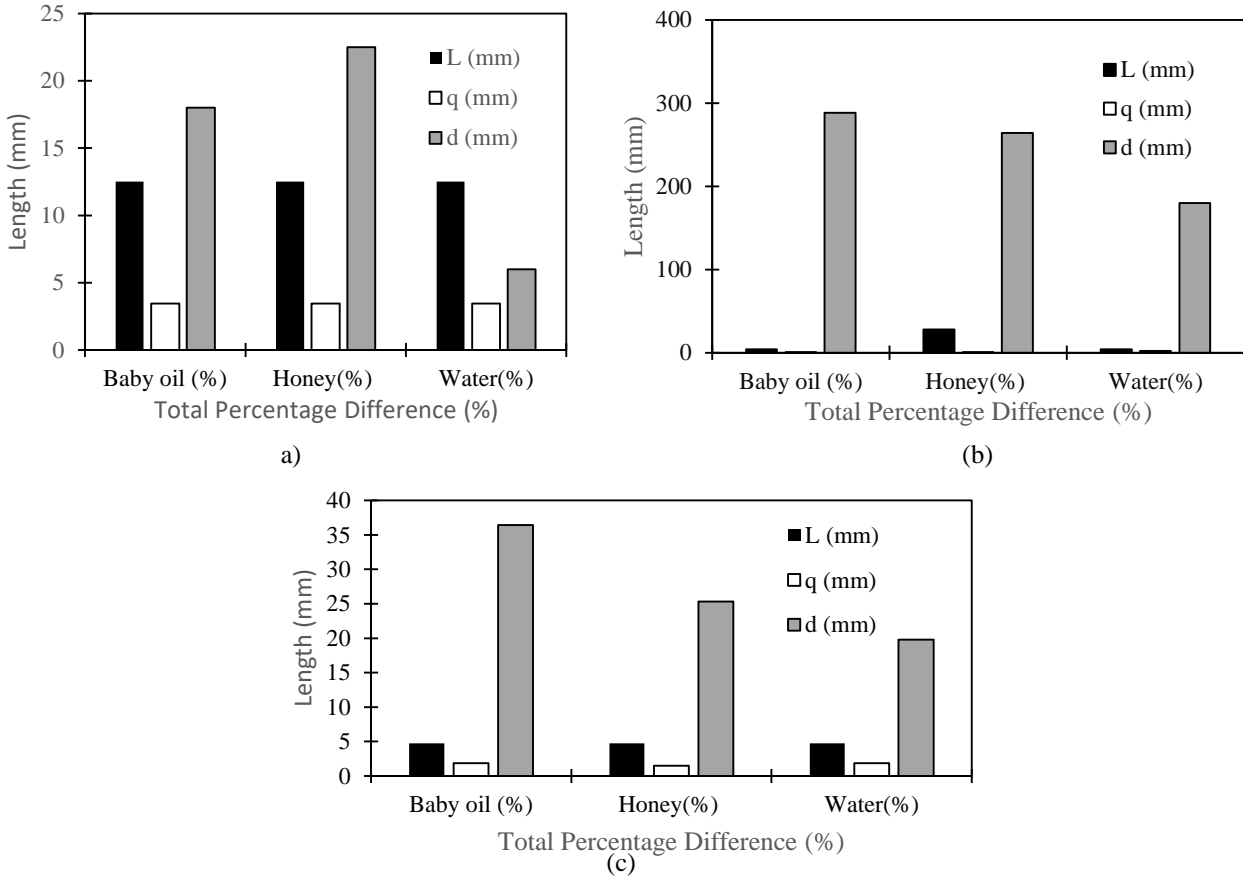 25
20
15
10
5
0
Length (mm)
L (mm)
q (mm)
d (mm)
Baby oil (%) Honey(%) Water(%)
Total Percentage Difference (%)
a)
400
300
200
100
0
Length (mm)
L (mm)
q (mm)
d (mm)
Baby oil (%) Honey(%) Water(%)
Total Percentage Difference (%)
(b)
40
35
30
25
20
15
10
5
0
Length (mm)
L (mm)
q (mm)
d (mm)
Baby oil (%) Honey(%) Water(%)
Total Percentage Difference (%)
(c)